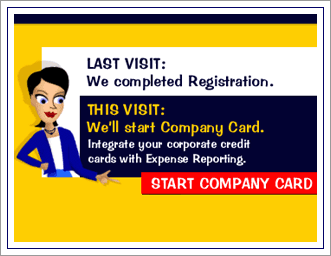 LAST VISIT:
We completed Registration.
THIS VISIT:
We'll start Company Card.
Integrate your corporate credit
cards with Expense Reporting.
START COMPANY CARD